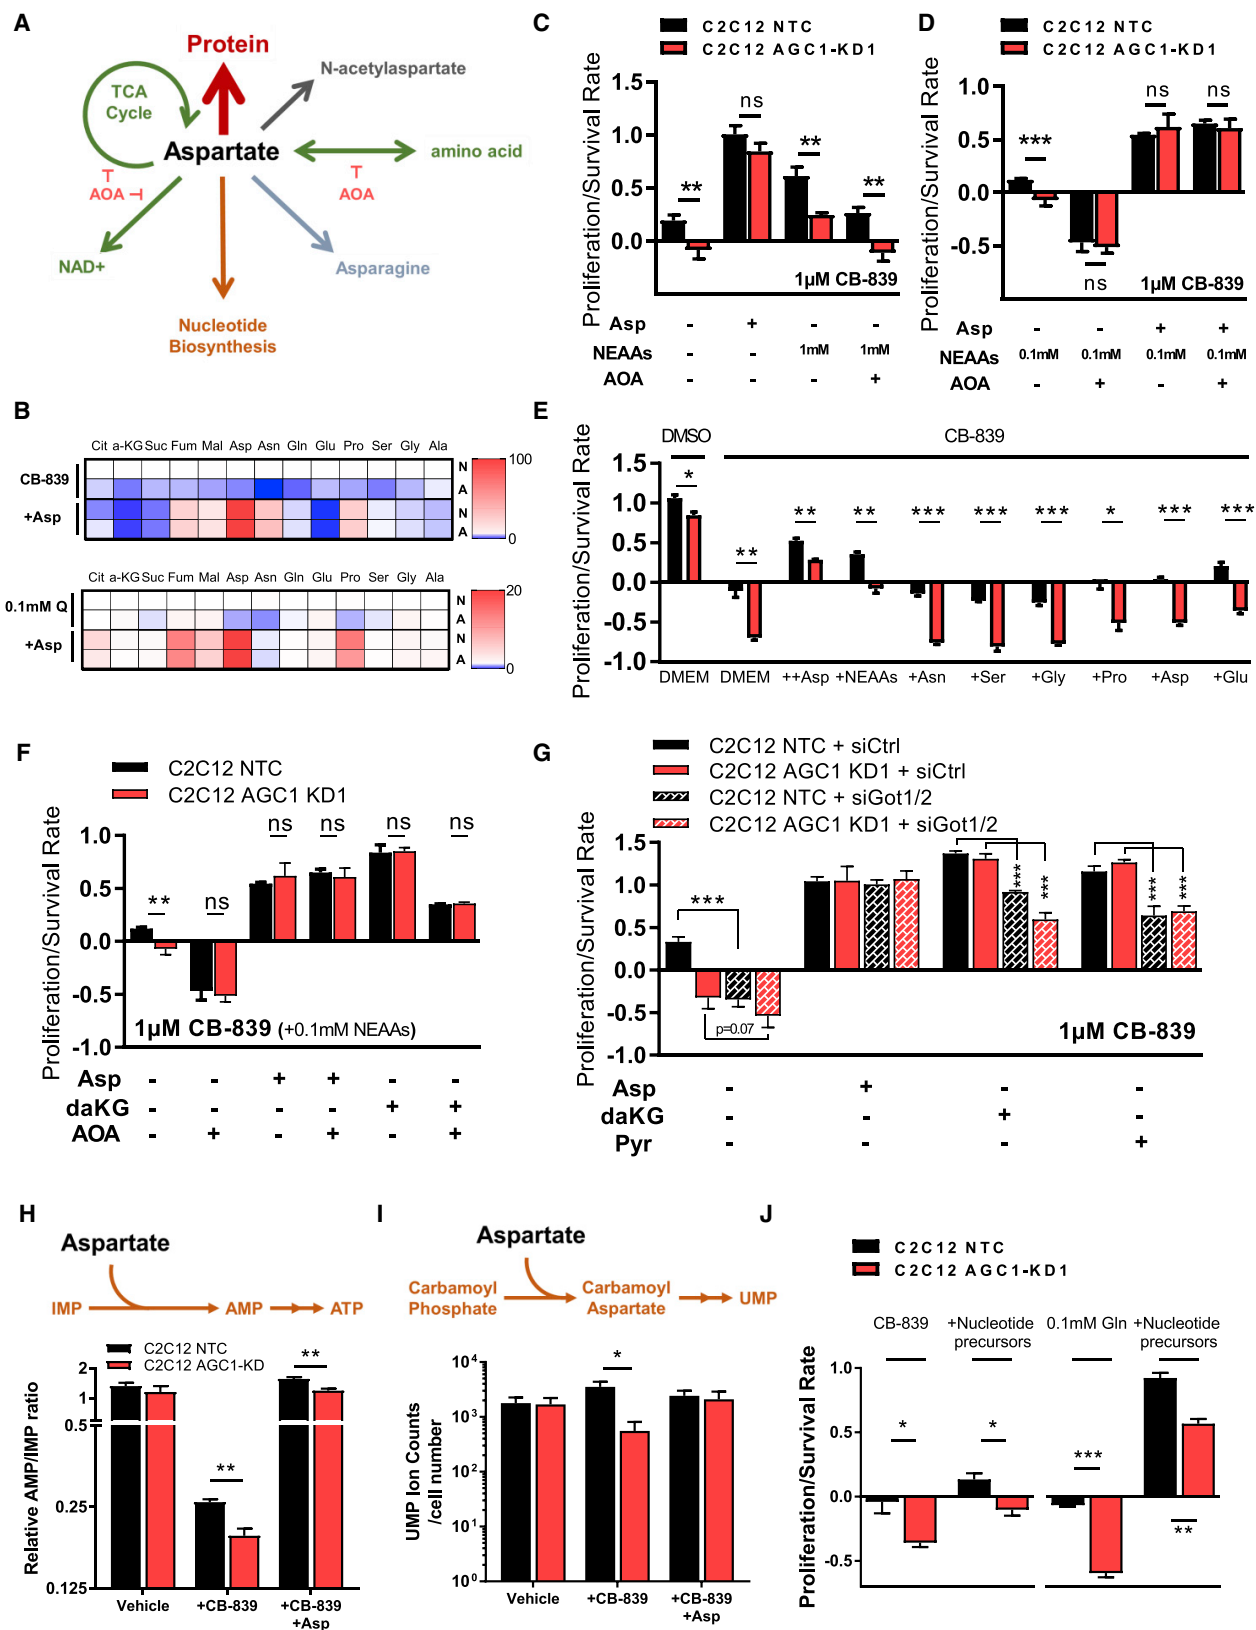 A
Protein
N-acetylaspartate
TCA
Cycle
Aspartate
amino acid
AOA
AOA
NAD+
Asparagine
Nucleotide
Biosynthesis
B
Cit a-KG Suc Fum Mal Asp Asn Gln Glu Pro Ser Gly Ala
CB-839
+Asp
N
A
N
A
100
0
Cit a-KG Suc Fum Mal Asp Asn Gln Glu Pro Ser Gly Ala
0.1mM Q
+Asp
N
A
N
A
20
0
C
C2C12 NTC
C2C12 AGC1-KD1
Proliferation/Survival Rate
1.5
1.0
0.5
0.0
** ns ** **
1µM CB-839
Asp - + - -
NEAAs - - 1mM 1mM
AOA - - - +
D
C2C12 NTC
C2C12 AGC1-KD1
Proliferation/Survival Rate
1.0
0.5
0.0
-0.5
*** ns ns ns
1µM CB-839
Asp - - + +
NEAAs 0.1mM 0.1mM 0.1mM 0.1mM
AOA - + - +
E
DMSO CB-839
Proliferation/Survival Rate
1.5
1.0
0.5
0.0
-0.5
-1.0
* ** ** ** *** *** *** * *** ***
DMEM DMEM ++Asp +NEAAs +Asn +Ser +Gly +Pro +Asp +Glu
F
C2C12 NTC
C2C12 AGC1 KD1
Proliferation/Survival Rate
1.0
0.5
0.0
-0.5
-1.0
** ns ns ns ns ns
1µM CB-839 (+0.1mM NEAAs)
Asp - - + + - -
daKG - - - - + +
AOA - + - + - +
G
C2C12 NTC + siCtrl
C2C12 AGC1 KD1 + siCtrl
C2C12 NTC + siGot1/2
C2C12 AGC1 KD1 + siGot1/2
Proliferation/Survival Rate
1.5
1.0
0.5
0.0
-0.5
-1.0
*** *** *** *** ***
p=0.07
1µM CB-839
Asp - + - -
daKG - - + -
Pyr - - - +
H
Aspartate
IMP AMP ATP
C2C12 NTC
C2C12 AGC1-KD
Relative AMP/IMP ratio
2
1
0.5
0.25
0.125
** **
Vehicle +CB-839 +CB-839
+Asp
I
Aspartate
Carbamoyl
Phosphate
Carbamoyl
Aspartate
UMP
UMP Ion Counts
/cell number
10⁴
10³
10²
10¹
10⁰
*
Vehicle +CB-839 +CB-839
+Asp
J
C2C12 NTC
C2C12 AGC1-KD1
CB-839 +Nucleotide
precursors
0.1mM Gln +Nucleotide
precursors
Proliferation/Survival Rate
1.0
0.5
0.0
-0.5
* * *** **